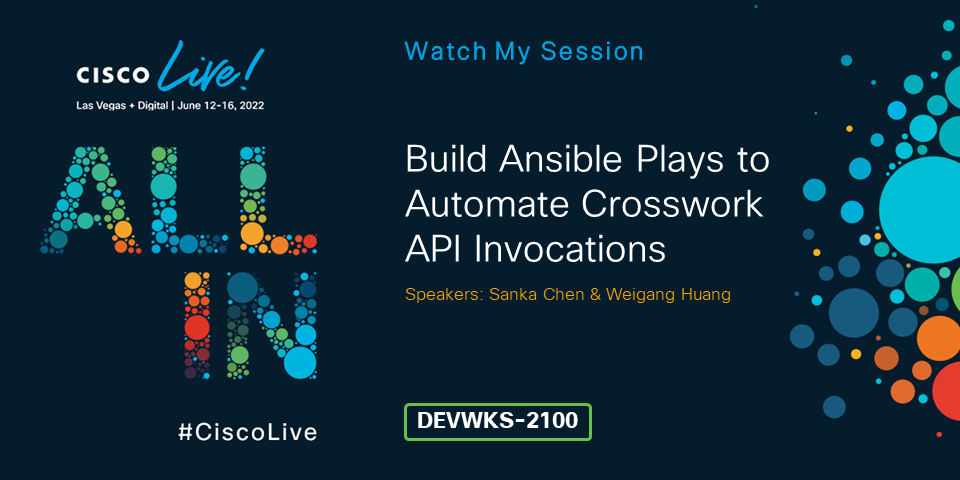 CISCO Live!
Las Vegas + Digital | June 12-16, 2022
ALL
IN
#CiscoLive
Watch My Session
Build Ansible Plays to
Automate Crosswork
API Invocations
Speakers: Sanka Chen & Weigang Huang
DEVWKS-2100